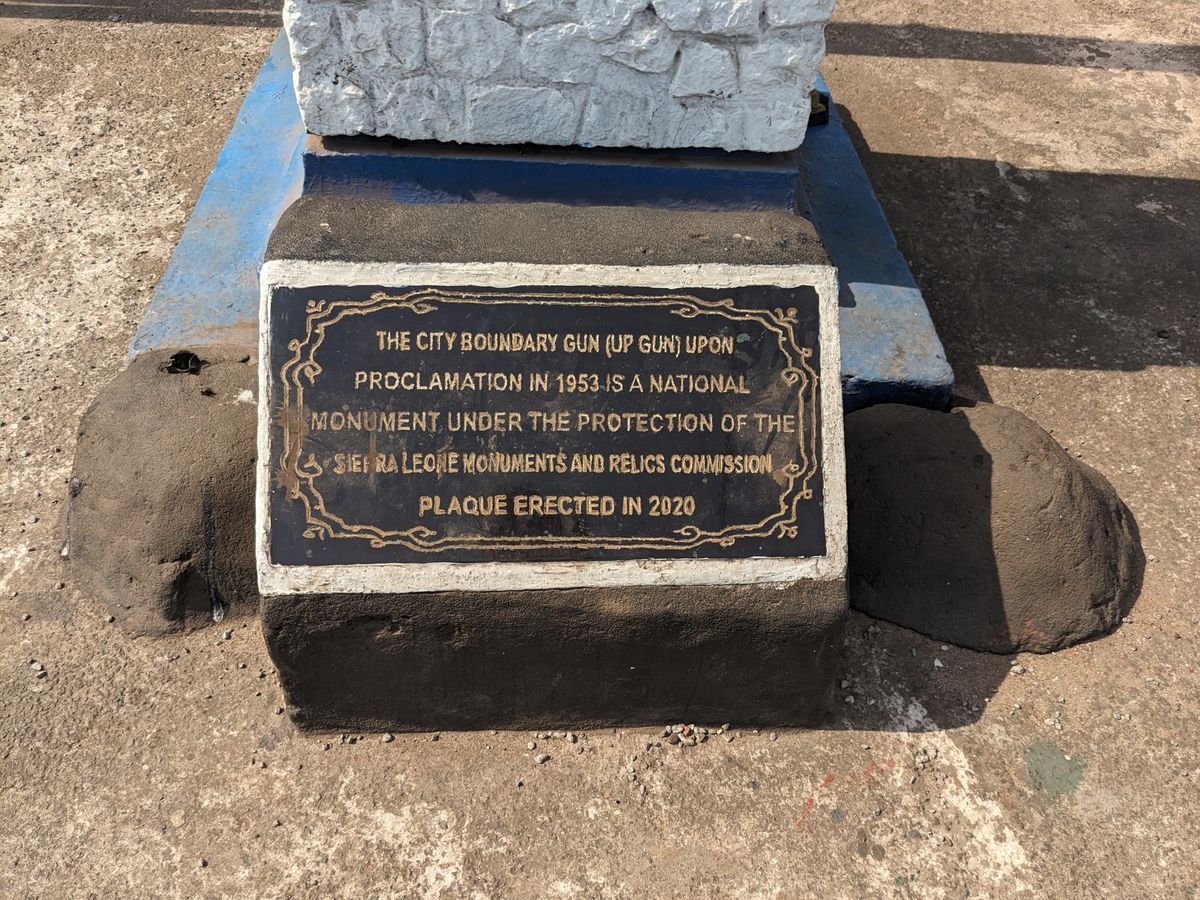 THE CITY BOUNDARY GUN (UP GUN) UPON
PROCLAMATION IN 1953 IS A NATIONAL
MONUMENT UNDER THE PROTECTION OF THE
SIERRA LEONE MONUMENTS AND RELICS COMMISSION
PLAQUE ERECTED IN 2020